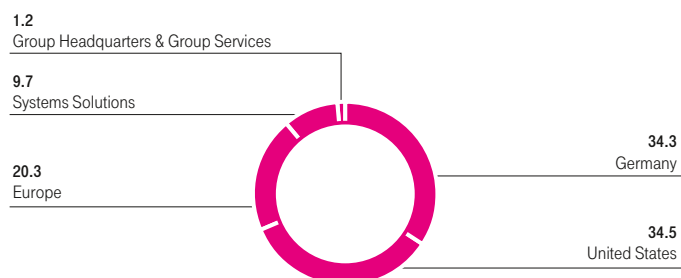 1.2
Group Headquarters & Group Services
9.7
Systems Solutions
20.3
Europe
34.3
Germany
34.5
United States